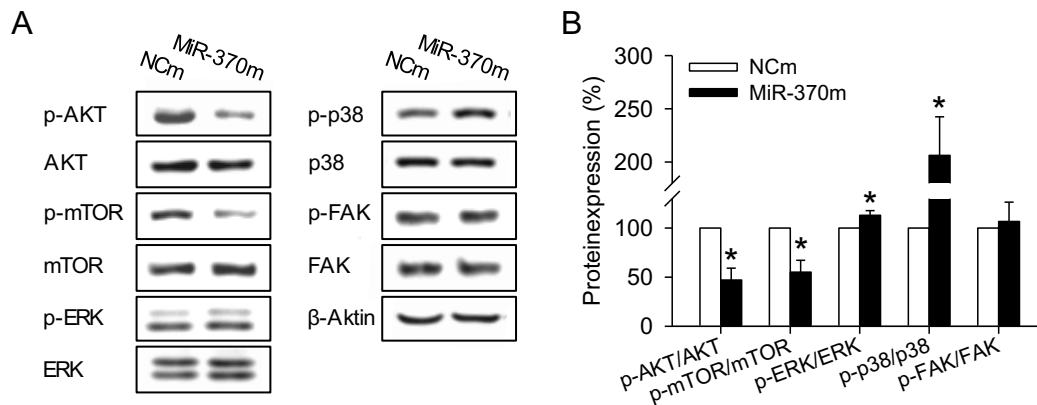 A
NCm
MiR-370m
p-AKT
AKT
p-mTOR
mTOR
p-ERK
ERK
NCm
MiR-370m
p-p38
p38
p-FAK
FAK
β-Aktin
B
Proteinexpression (%)
300
250
200
100
50
0
NCm
MiR-370m
*
*
*
*
p-AKT/AKT
p-mTOR/mTOR
p-ERK/ERK
p-p38/p38
p-FAK/FAK